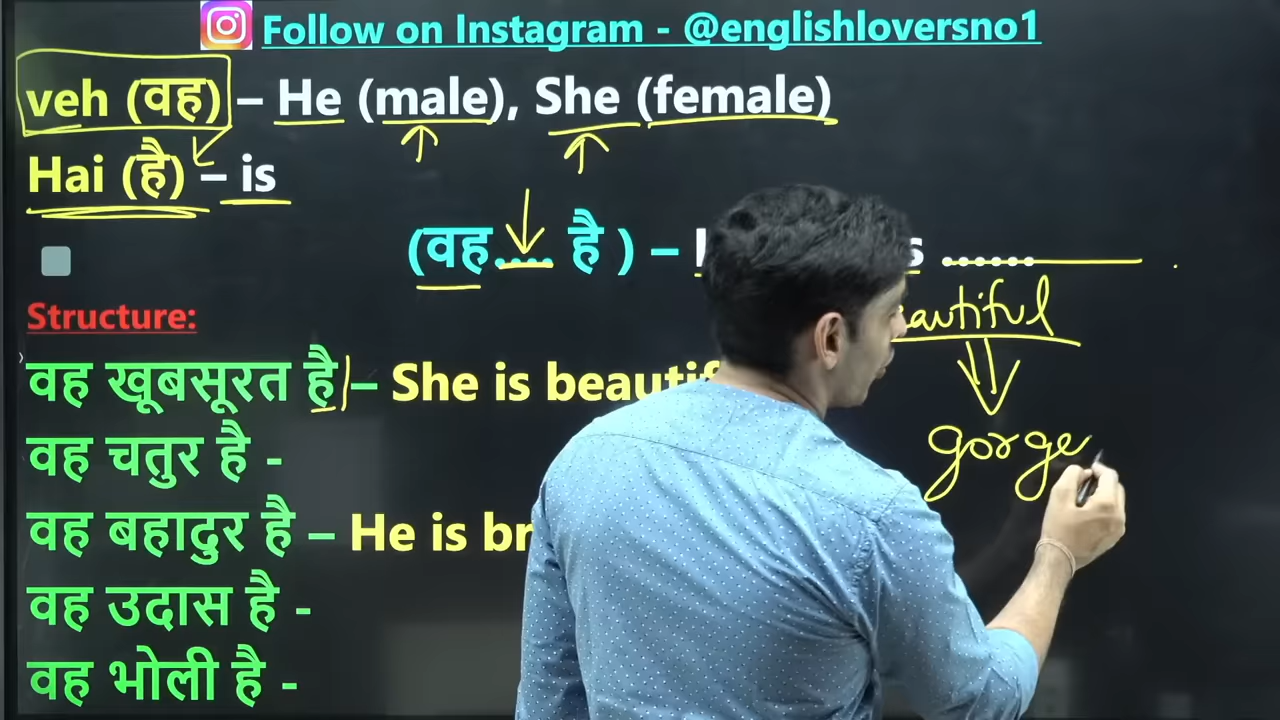 Follow on Instagram - @englishloversno1
veh (वह) – He (male), She (female)
Hai (है) – is
(वह.... है ) – ......
Structure:
वह खूबसूरत है – She is
वह चतुर है -
gorge
वह बहादुर है – He is
वह उदास है -
वह भोली है -